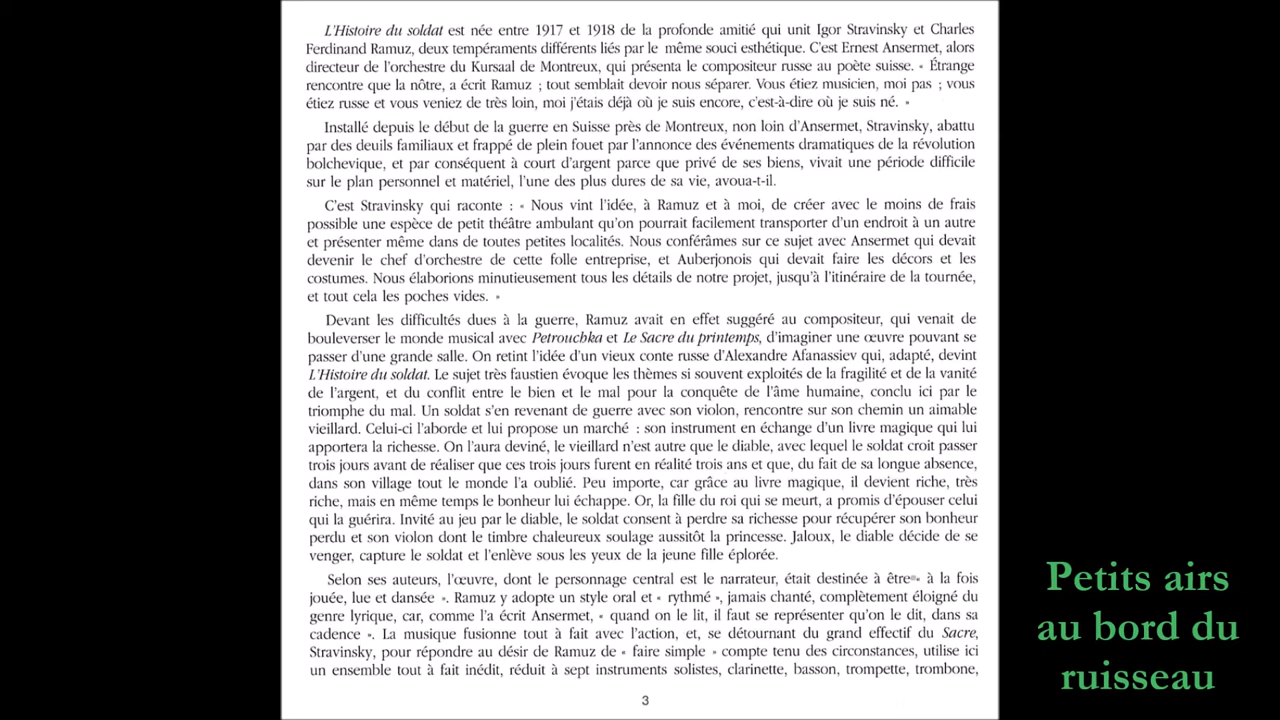 L'Histoire du soldat est née entre 1917 et 1918 de la profonde amitié qui unit Igor Stravinsky et Charles
Ferdinand Ramuz, deux tempéraments différents liés par le même souci esthétique. C'est Ernest Ansermet, alors
directeur de l'orchestre du Kursaal de Montreux, qui présenta le compositeur russe au poète suisse. « Étrange
rencontre que la nôtre, a écrit Ramuz ; tout semblait devoir nous séparer. Vous étiez musicien, moi pas ; vous
étiez russe et vous veniez de très loin, moi j'étais déjà où je suis encore, c'est-à-dire où je suis né. »
Installé depuis le début de la guerre en Suisse près de Montreux, non loin d'Ansermet, Stravinsky, abattu
par des deuils familiaux et frappé de plein fouet par l'annonce des événements dramatiques de la révolution
bolchevique, et par conséquent à court d'argent parce que privé de ses biens, vivait une période difficile
sur le plan personnel et matériel, l'une des plus dures de sa vie, avoua-t-il.
C'est Stravinsky qui raconte : « Nous vint l'idée, à Ramuz et à moi, de créer avec le moins de frais
possible une espèce de petit théâtre ambulant qu'on pourrait facilement transporter d'un endroit à un autre
et présenter même dans de toutes petites localités. Nous conférâmes sur ce sujet avec Ansermet qui devait
devenir le chef d'orchestre de cette folle entreprise, et Auberjonois qui devait faire les décors et les
costumes. Nous élaborions minutieusement tous les détails de notre projet, jusqu'à l'itinéraire de la tournée,
et tout cela les poches vides. »
Devant les difficultés dues à la guerre, Ramuz avait en effet suggéré au compositeur, qui venait de
bouleverser le monde musical avec Petrouchka et Le Sacre du printemps, d'imaginer une œuvre pouvant se
passer d'une grande salle. On retint l'idée d'un vieux conte russe d'Alexandre Afanassiev qui, adapté, devint
L'Histoire du soldat. Le sujet très faustien évoque les thèmes si souvent exploités de la fragilité et de la vanité
de l'argent, et du conflit entre le bien et le mal pour la conquête de l'âme humaine, conclu ici par le
triomphe du mal. Un soldat s'en revenant de guerre avec son violon, rencontre sur son chemin un aimable
vieillard. Celui-ci l'aborde et lui propose un marché : son instrument en échange d'un livre magique qui lui
apportera la richesse. On l'aura deviné, le vieillard n'est autre que le diable, avec lequel le soldat croit passer
trois jours avant de réaliser que ces trois jours furent en réalité trois ans et que, du fait de sa longue absence,
dans son village tout le monde l'a oublié. Peu importe, car grâce au livre magique, il devient riche, très
riche, mais en même temps le bonheur lui échappe. Or, la fille du roi qui se meurt, a promis d'épouser celui
qui la guérira. Invité au jeu par le diable, le soldat consent à perdre sa richesse pour récupérer son bonheur
perdu et son violon dont le timbre chaleureux soulage aussitôt la princesse. Jaloux, le diable décide de se
venger, capture le soldat et l'enlève sous les yeux de la jeune fille éplorée.
Selon ses auteurs, l'œuvre, dont le personnage central est le narrateur, était destinée à être « à la fois
jouée, lue et dansée ». Ramuz y adopte un style oral et « rythmé », jamais chanté, complètement éloigné du
genre lyrique, car, comme l'a écrit Ansermet, « quand on le lit, il faut se représenter qu'on le dit, dans sa
cadence ». La musique fusionne tout à fait avec l'action, et, se détournant du grand effectif du Sacre,
Stravinsky, pour répondre au désir de Ramuz de « faire simple » compte tenu des circonstances, utilise ici
un ensemble tout à fait inédit, réduit à sept instruments solistes, clarinette, basson, trompette, trombone,
3
Petits airs
au bord du
ruisseau